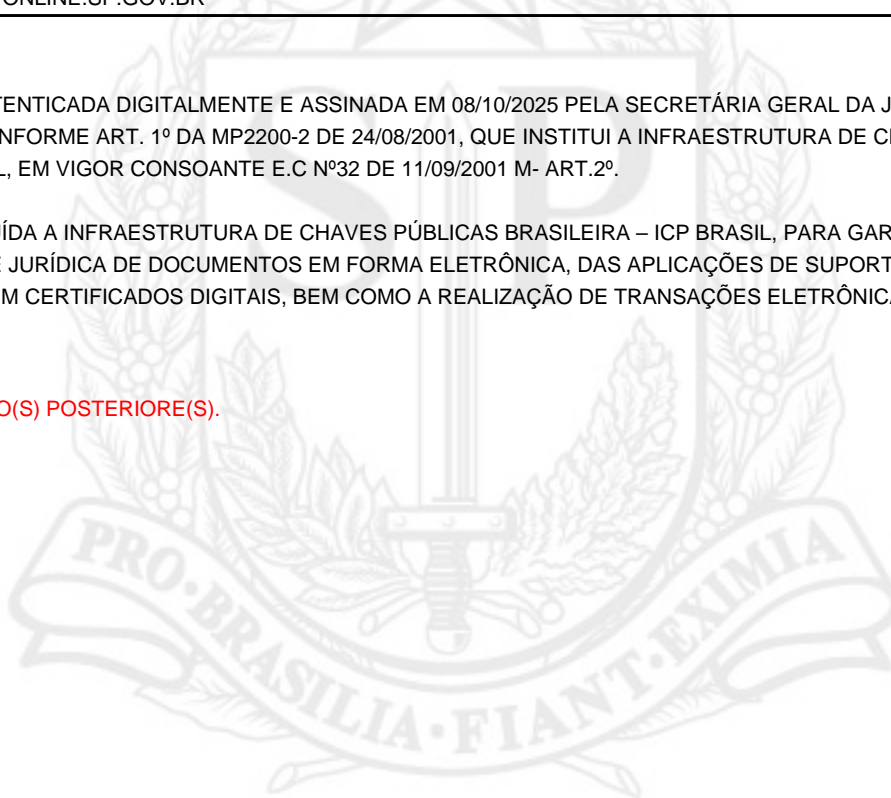 ONLINE.SP.GOV.BR
TENTICADA DIGITALMENTE E ASSINADA EM 08/10/2025 PELA SECRETÁRIA GERAL DA J
NFORME ART. 1º DA MP2200-2 DE 24/08/2001, QUE INSTITUI A INFRAESTRUTURA DE C
L, EM VIGOR CONSOANTE E.C Nº32 DE 11/09/2001 M- ART.2º.
ÍDA A INFRAESTRUTURA DE CHAVES PÚBLICAS BRASILEIRA – ICP BRASIL, PARA GAR
E JURÍDICA DE DOCUMENTOS EM FORMA ELETRÔNICA, DAS APLICAÇÕES DE SUPORT
M CERTIFICADOS DIGITAIS, BEM COMO A REALIZAÇÃO DE TRANSAÇÕES ELETRÔNICA
O(S) POSTERIORE(S).
SP
PRO·BRASILIA·FIANT·EXIMIA